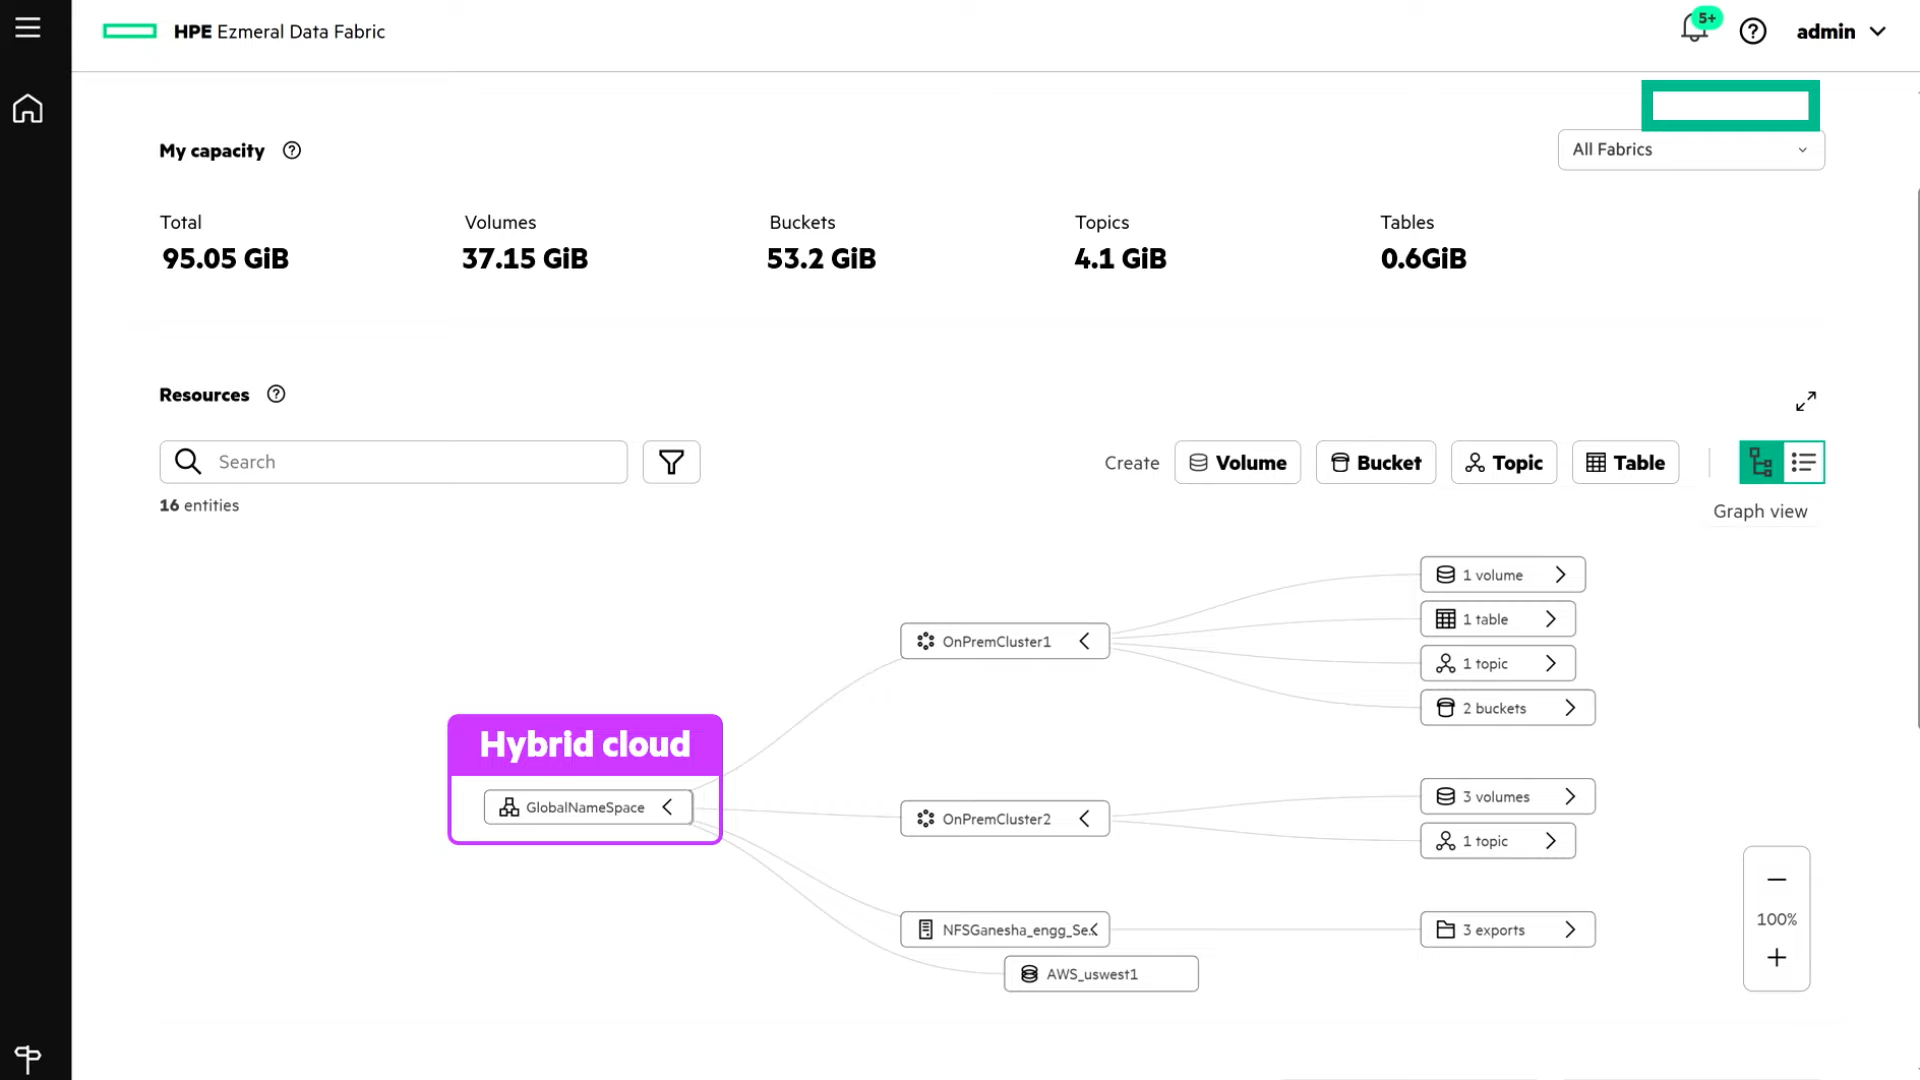 HPE Ezmeral Data Fabric
5+
admin
My capacity
All Fabrics
Total
Volumes
Buckets
Topics
Tables
95.05 GiB
37.15 GiB
53.2 GiB
4.1 GiB
0.6GiB
Resources
Search
Create
Volume
Bucket
Topic
Table
16 entities
Graph view
1 volume
1 table
OnPremCluster1
1 topic
2 buckets
Hybrid cloud
GlobalNameSpace
3 volumes
OnPremCluster2
1 topic
NFSGanesha_engg_Se
3 exports
AWS_uswest1
100%